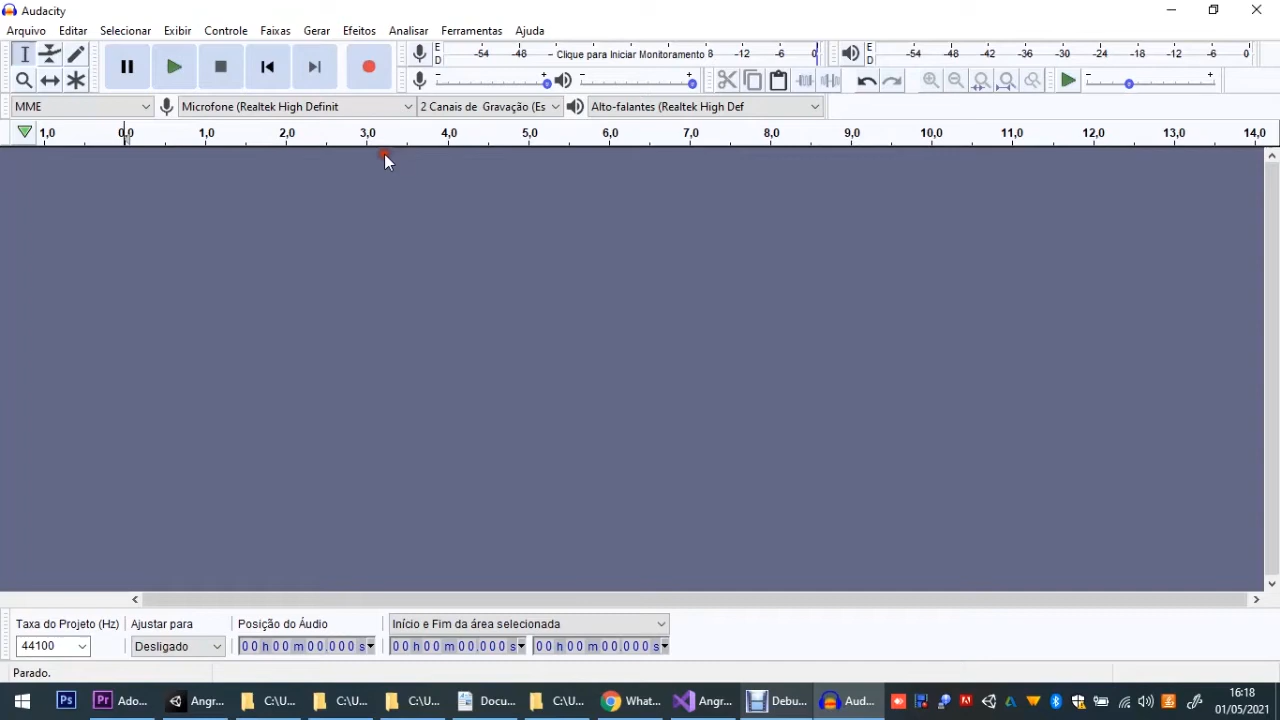 Audacity
Arquivo Editar Selecionar Exibir Controle Faixas Gerar Efeitos Analisar Ferramentas Ajuda
E D -54 -48 Clique para Iniciar Monitoramento 8 -12 -6 0 E D -54 -48 -42 -36 -30 -24 -18 -12 -6 0
MME Microfone (Realtek High Definit 2 Canais de Gravação (Es Alto-falantes (Realtek High Def
1,0 0,0 1,0 2,0 3,0 4,0 5,0 6,0 7,0 8,0 9,0 10,0 11,0 12,0 13,0 14,0
Taxa do Projeto (Hz) Ajustar para Posição do Áudio Início e Fim da área selecionada
44100 Desligado 00 h 00 m 00.000 s 00 h 00 m 00.000 s 00 h 00 m 00.000 s
Parado.
Ps Pr Ado... Angr... C:\U... C:\U... C:\U... Docu... C:\U... What... Angr... Debu... Aud... 16:18
01/05/2021